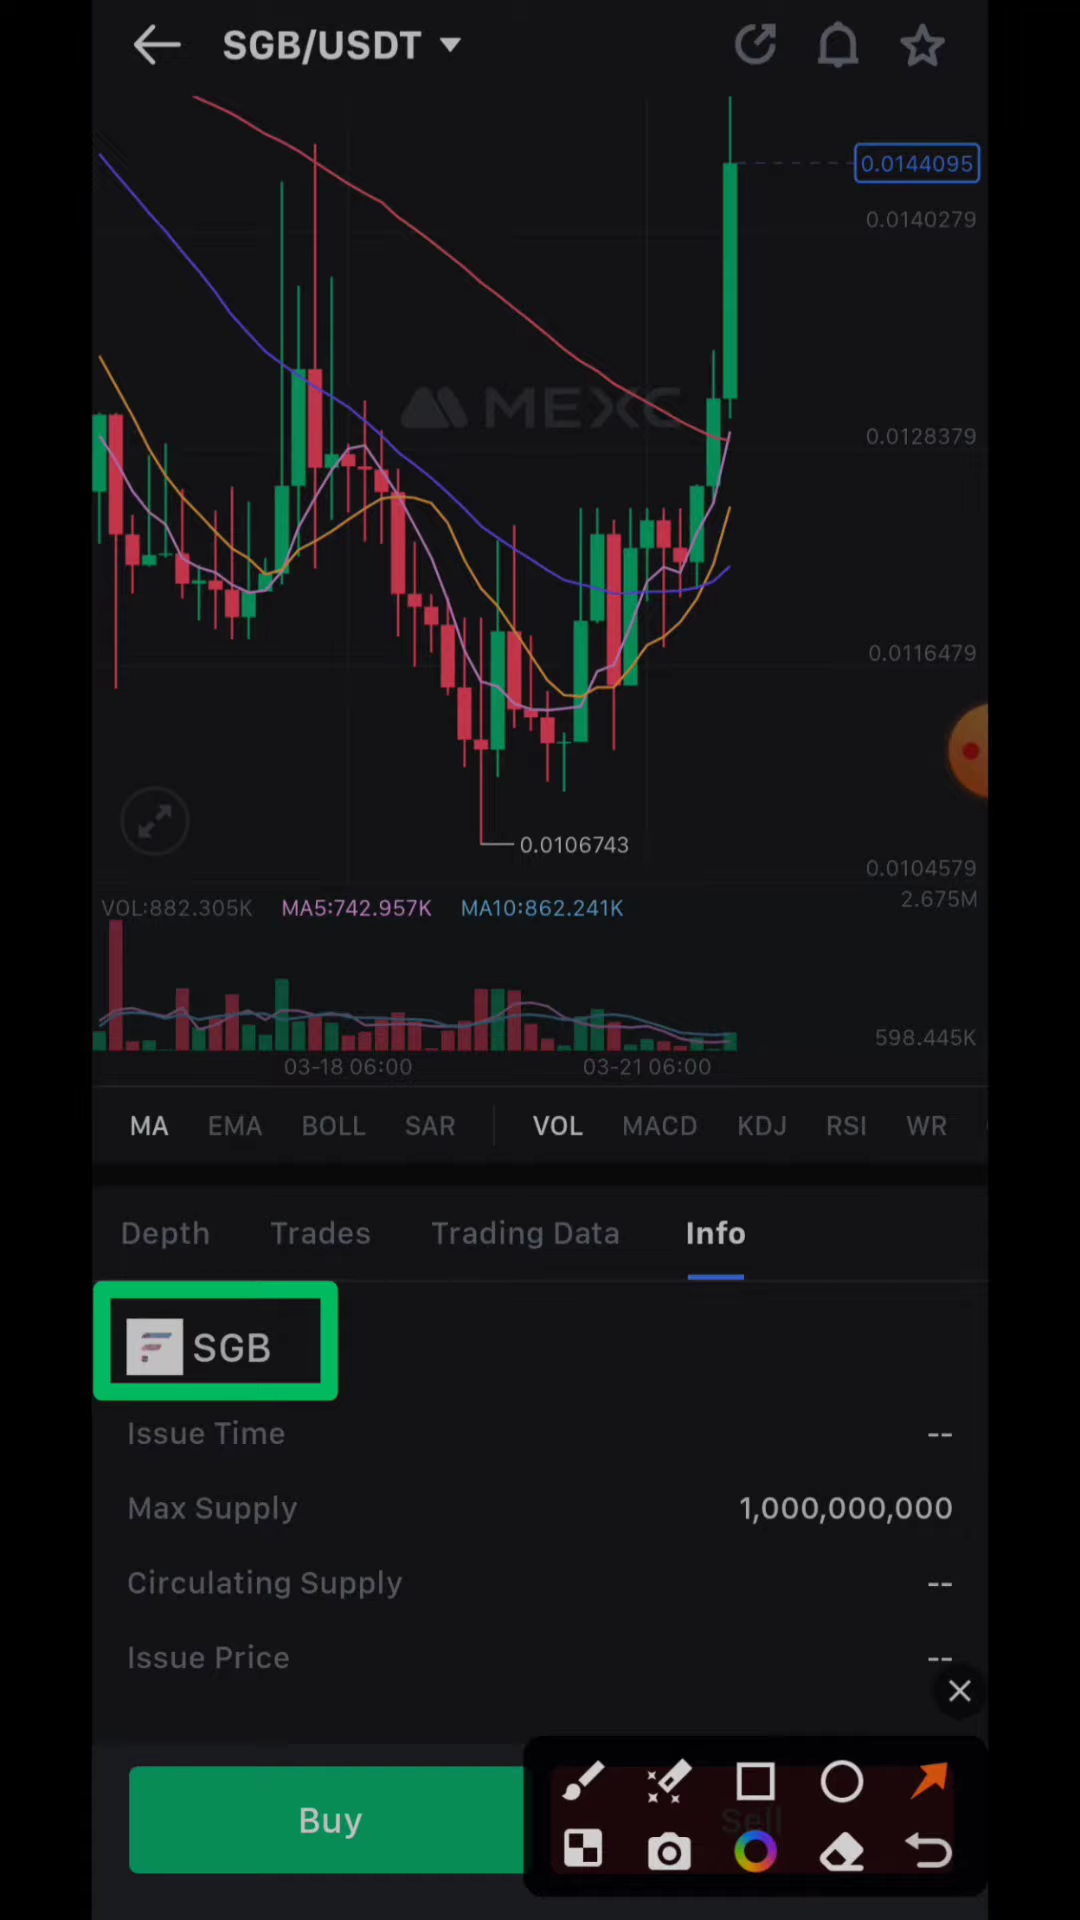 SGB/USDT
0.0144095
0.0140279
MEXC
0.0128379
0.0116479
0.0106743
0.0104579
VOL:882.305K MA5:742.957K MA10:862.241K 2.675M
598.445K
03-18 06:00 03-21 06:00
MA EMA BOLL SAR VOL MACD KDJ RSI WR
Depth Trades Trading Data Info
SGB
Issue Time --
Max Supply 1,000,000,000
Circulating Supply --
Issue Price --
Buy Sell